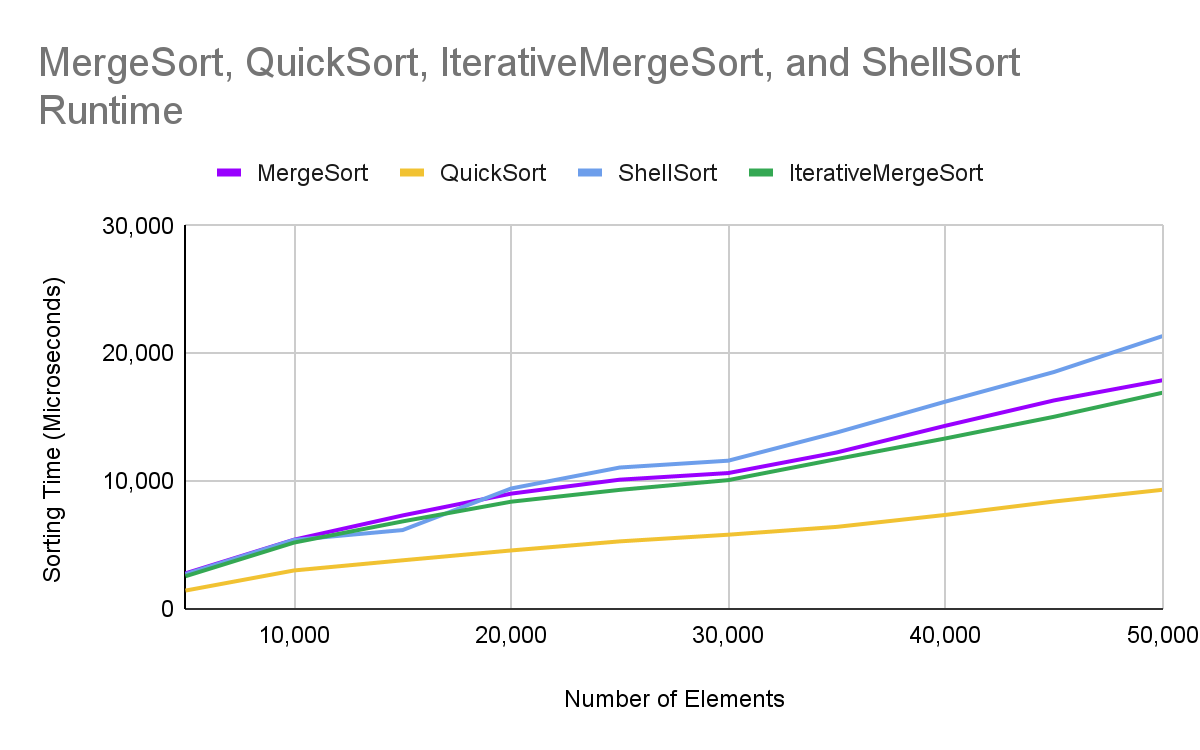 MergeSort, QuickSort, IterativeMergeSort, and ShellSort
Runtime
MergeSort
QuickSort
ShellSort
IterativeMergeSort
30,000
20,000
10,000
0
Sorting Time (Microseconds)
10,000
20,000
30,000
40,000
50,000
Number of Elements